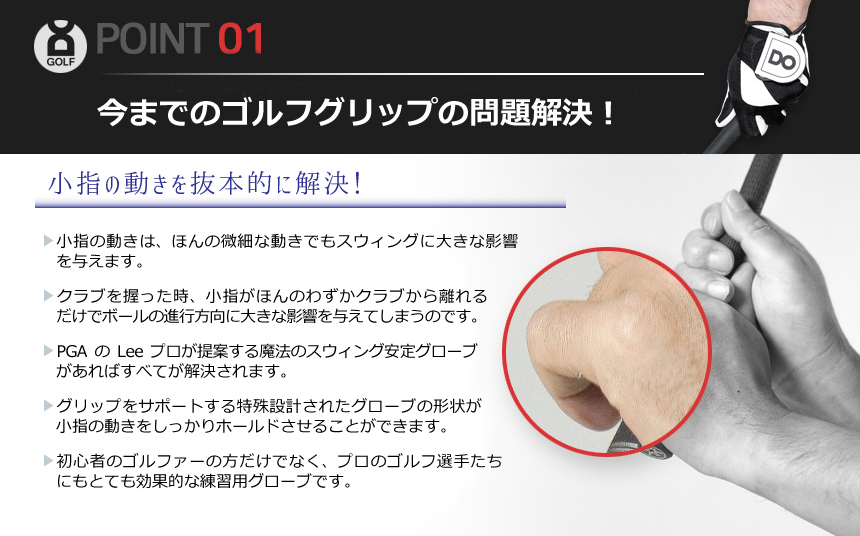 DO
GOLF
POINT 01
DO
今までのゴルフグリップの問題解決！
小指の動きを抜本的に解決！
小指の動きは、ほんの微細な動きでもスウィングに大きな影響
を与えます。
クラブを握った時、小指がほんのわずかクラブから離れる
だけでボールの進行方向に大きな影響を与えてしまうのです。
PGA の Lee プロが提案する魔法のスウィング安定グローブ
があればすべてが解決されます。
グリップをサポートする特殊設計されたグローブの形状が
小指の動きをしっかりホールドさせることができます。
初心者のゴルファーの方だけでなく、プロのゴルフ選手たち
にもとても効果的な練習用グローブです。